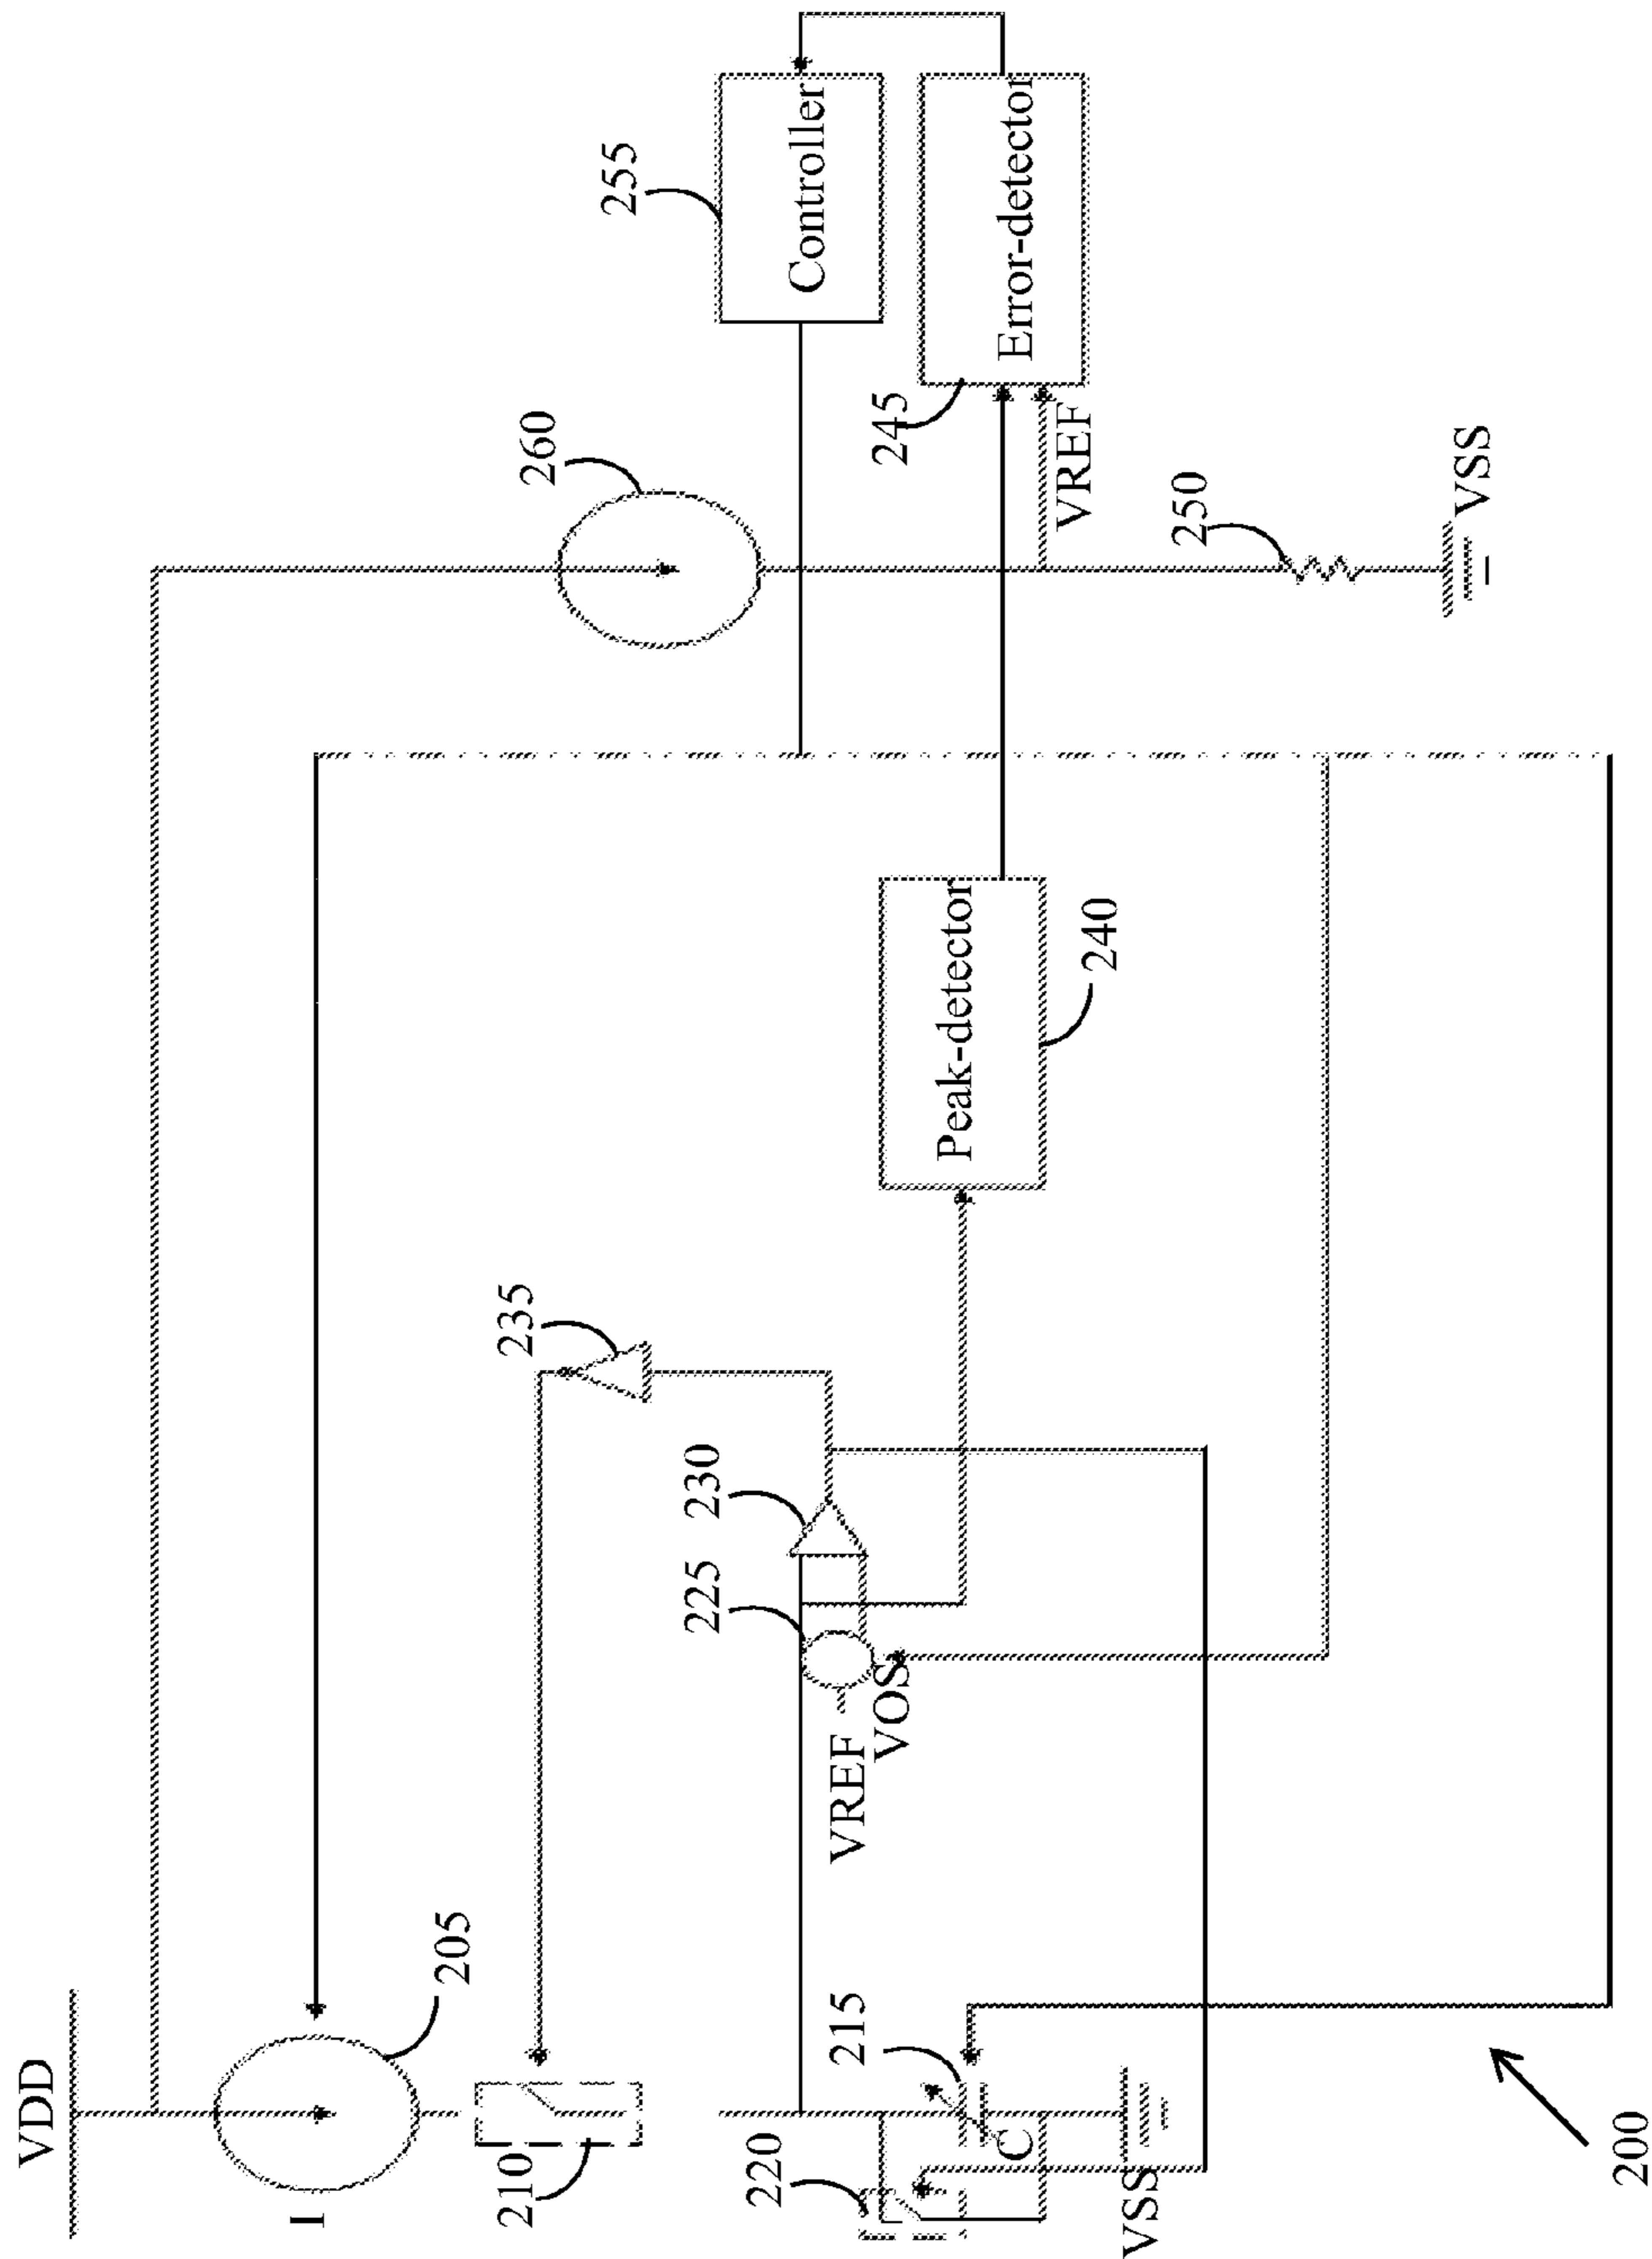 VDD
I
205
210
220
215
C
VSS
VREF
VOS
225
230
235
Peak-detector
240
260
245
VREF
250
VSS
255
Controller
Error-detector
200